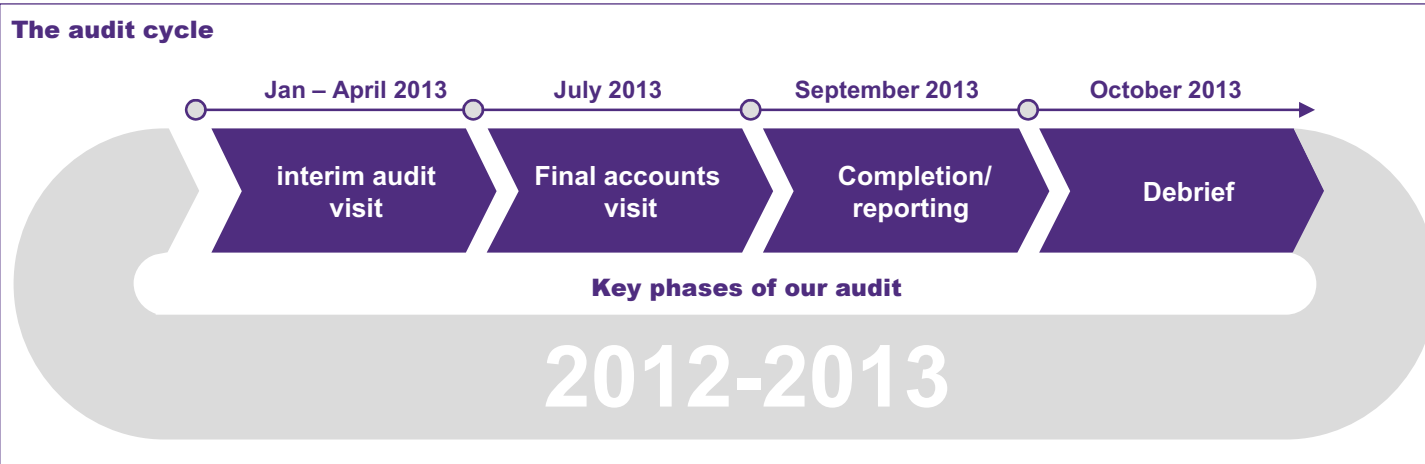 The audit cycle
Jan – April 2013
July 2013
September 2013
October 2013
interim audit
visit
Final accounts
visit
Completion/
reporting
Debrief
Key phases of our audit
2012-2013